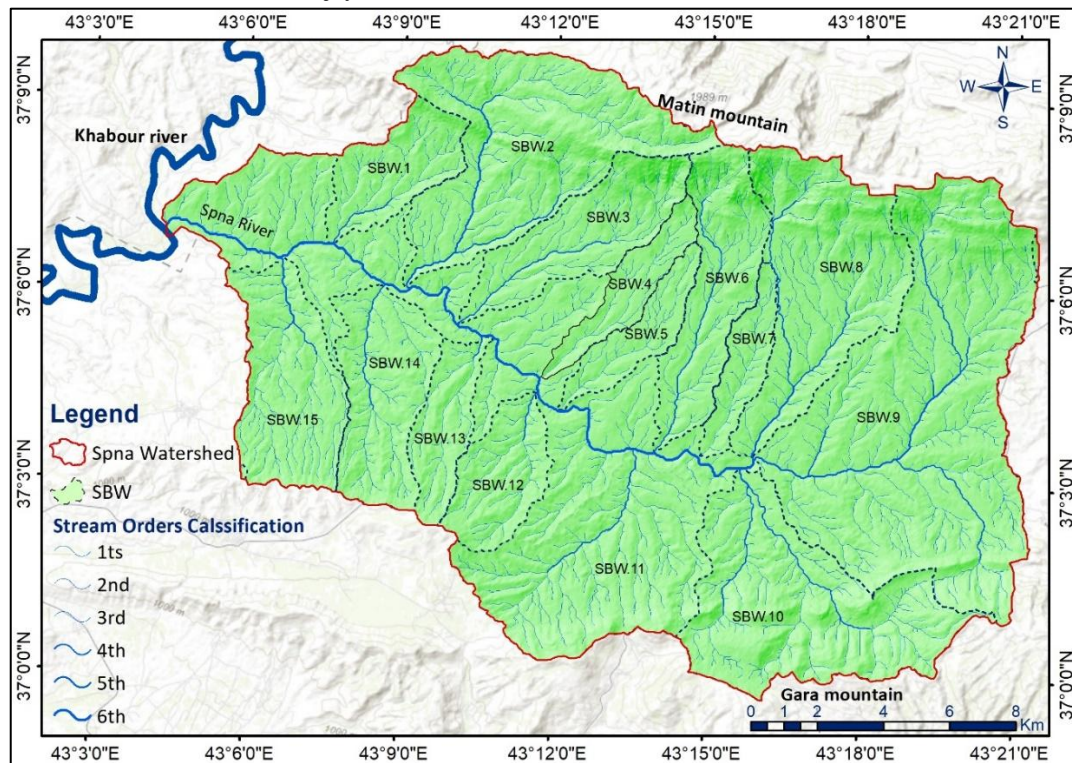 43°3'0"E 43°6'0"E 43°9'0"E 43°12'0"E 43°15'0"E 43°18'0"E 43°21'0"E
37°9'0"N
37°6'0"N
37°3'0"N
37°0'0"N
37°9'0"N
37°6'0"N
37°3'0"N
37°0'0"N
N
W E
S
1989 m
Matin mountain
Khabour river
Spna River
SBW.1
SBW.2
SBW.3
SBW.4
SBW.5
SBW.6
SBW.7
SBW.8
SBW.9
SBW.10
SBW.11
SBW.12
SBW.13
SBW.14
SBW.15
Legend
Spna Watershed
SBW
Stream Orders Calssification
1ts
2nd
3rd
4th
5th
6th
1000 m
1000 m
Gara mountain
0 1 2 4 6 8
Km
43°3'0"E 43°6'0"E 43°9'0"E 43°12'0"E 43°15'0"E 43°18'0"E 43°21'0"E